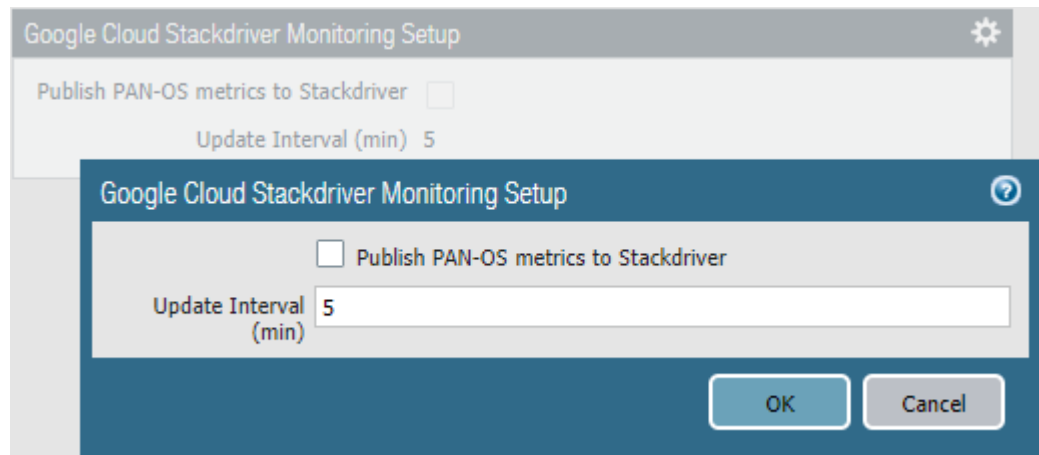 Google Cloud Stackdriver Monitoring Setup
Publish PAN-OS metrics to Stackdriver
Update Interval (min) 5
Google Cloud Stackdriver Monitoring Setup
?
Publish PAN-OS metrics to Stackdriver
Update Interval 5
(min)
OK Cancel